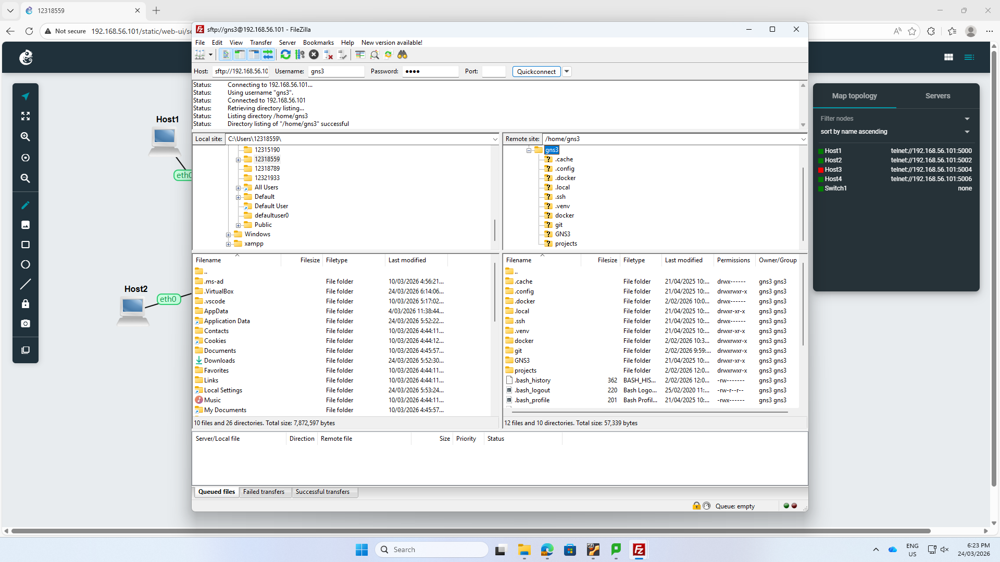 12318559
Not secure 192.168.56.101/static/web-ui/se
sftp://gns3@192.168.56.101 - FileZilla
File Edit View Transfer Server Bookmarks Help New version available!
Host: sftp://192.168.56.10 Username: gns3 Password: ●●●● Port: Quickconnect
Status: Connecting to 192.168.56.101...
Status: Using username "gns3".
Status: Connected to 192.168.56.101
Status: Retrieving directory listing...
Status: Listing directory /home/gns3
Status: Directory listing of "/home/gns3" successful
Local site: C:\Users\12318559\
12315190
12318559
12318789
12321933
All Users
Default
Default User
defaultuser0
Public
Windows
xampp
Remote site: /home/gns3
gns3
.cache
.config
.docker
.local
.ssh
.venv
docker
git
GNS3
projects
Filename Filesize Filetype Last modified
..
.ms-ad File folder 10/03/2026 4:56:21...
.VirtualBox File folder 24/03/2026 6:14:06...
.vscode File folder 10/03/2026 5:17:02...
AppData File folder 4/03/2026 11:38:44...
Application Data File folder 24/03/2026 5:52:22...
Contacts File folder 10/03/2026 4:44:11...
Cookies File folder 10/03/2026 4:44:12...
Documents File folder 10/03/2026 4:45:57...
Downloads File folder 24/03/2026 5:52:30...
Favorites File folder 10/03/2026 4:44:11...
Links File folder 10/03/2026 4:44:11...
Local Settings File folder 24/03/2026 5:53:24...
Music File folder 10/03/2026 4:44:11...
My Documents File folder 10/03/2026 4:45:57...
10 files and 26 directories. Total size: 7,872,597 bytes
Filename Filesize Filetype Last modified Permissions Owner/Group
..
.cache File folder 21/04/2025 10:... drwx------ gns3 gns3
.config File folder 21/04/2025 10:... drwxrwxr-x gns3 gns3
.docker File folder 2/02/2026 10:0... drwx------ gns3 gns3
.local File folder 21/04/2025 10:... drwxr-xr-x gns3 gns3
.ssh File folder 21/04/2025 10:... drwx------ gns3 gns3
.venv File folder 21/04/2025 10:... drwxr-xr-x gns3 gns3
docker File folder 2/02/2026 10:3... drwxrwxr-x gns3 gns3
git File folder 2/02/2026 9:59:... drwxrwxr-x gns3 gns3
GNS3 File folder 21/04/2025 10:... drwxr-xr-x gns3 gns3
projects File folder 2/02/2026 12:0... drwxrwxr-x gns3 gns3
.bash_history 362 BASH_HIS... 2/02/2026 12:0... -rw------- gns3 gns3
.bash_logout 220 Bash Logo... 25/02/2020 11:... -rw-r--r-- gns3 gns3
.bash_profile 201 Bash Profil... 21/04/2025 10:... -rwx------ gns3 gns3
12 files and 10 directories. Total size: 57,339 bytes
Server/Local file Direction Remote file Size Priority Status
Queued files Failed transfers Successful transfers
Queue: empty
Host1
eth0
Host2
eth0
Map topology Servers
Filter nodes
sort by name ascending
Host1 telnet://192.168.56.101:5000
Host2 telnet://192.168.56.101:5002
Host3 telnet://192.168.56.101:5004
Host4 telnet://192.168.56.101:5006
Switch1 none
Search
ENG
US
6:23 PM
24/03/2026